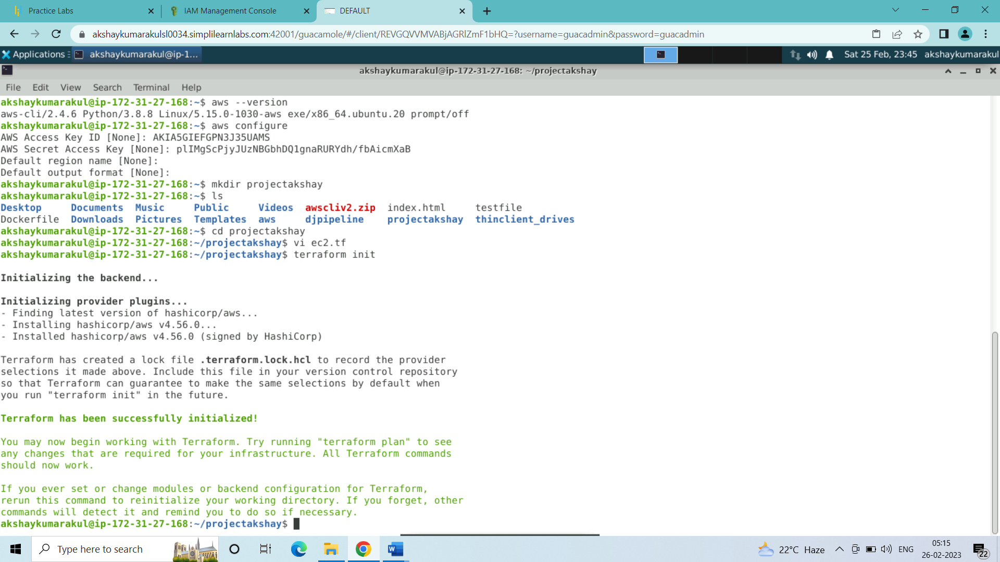 Practice Labs
IAM Management Console
DEFAULT
akshaykumarakulsl0034.simplilearnlabs.com:42001/guacamole/#/client/REVGQVVMVABjAGRlZmF1bHQ=?username=guacadmin&password=guacadmin
Applications
akshaykumarakul@ip-1...
Sat 25 Feb, 23:45 akshaykumarakul
akshaykumarakul@ip-172-31-27-168: ~/projectakshay
File Edit View Search Terminal Help
akshaykumarakul@ip-172-31-27-168:~$ aws --version
aws-cli/2.4.6 Python/3.8.8 Linux/5.15.0-1030-aws exe/x86_64.ubuntu.20 prompt/off
akshaykumarakul@ip-172-31-27-168:~$ aws configure
AWS Access Key ID [None]: AKIA5GIEFGPN3J35UAMS
AWS Secret Access Key [None]: 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
Default region name [None]:
Default output format [None]:
akshaykumarakul@ip-172-31-27-168:~$ mkdir projectakshay
akshaykumarakul@ip-172-31-27-168:~$ ls
Desktop Documents Music Public Videos awscliv2.zip index.html testfile
Dockerfile Downloads Pictures Templates aws djpipeline projectakshay thinclient_drives
akshaykumarakul@ip-172-31-27-168:~$ cd projectakshay
akshaykumarakul@ip-172-31-27-168:~/projectakshay$ vi ec2.tf
akshaykumarakul@ip-172-31-27-168:~/projectakshay$ terraform init
Initializing the backend...
Initializing provider plugins...
- Finding latest version of hashicorp/aws...
- Installing hashicorp/aws v4.56.0...
- Installed hashicorp/aws v4.56.0 (signed by HashiCorp)
Terraform has created a lock file .terraform.lock.hcl to record the provider
selections it made above. Include this file in your version control repository
so that Terraform can guarantee to make the same selections by default when
you run "terraform init" in the future.
Terraform has been successfully initialized!
You may now begin working with Terraform. Try running "terraform plan" to see
any changes that are required for your infrastructure. All Terraform commands
should now work.
If you ever set or change modules or backend configuration for Terraform,
rerun this command to reinitialize your working directory. If you forget, other
commands will detect it and remind you to do so if necessary.
akshaykumarakul@ip-172-31-27-168:~/projectakshay$
Type here to search
22°C Haze
ENG
05:15
26-02-2023
22